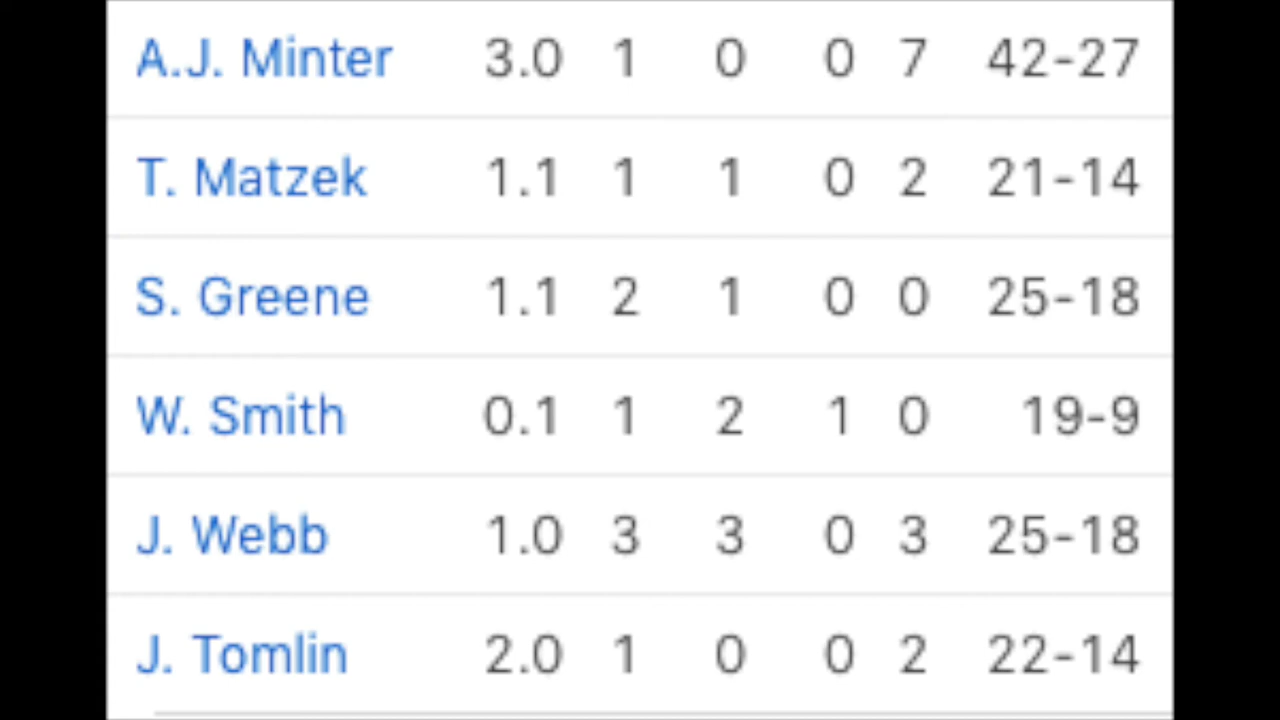 A.J. Minter 3.0 1 0 0 7 42-27
T. Matzek 1.1 1 1 0 2 21-14
S. Greene 1.1 2 1 0 0 25-18
W. Smith 0.1 1 2 1 0 19-9
J. Webb 1.0 3 3 0 3 25-18
J. Tomlin 2.0 1 0 0 2 22-14